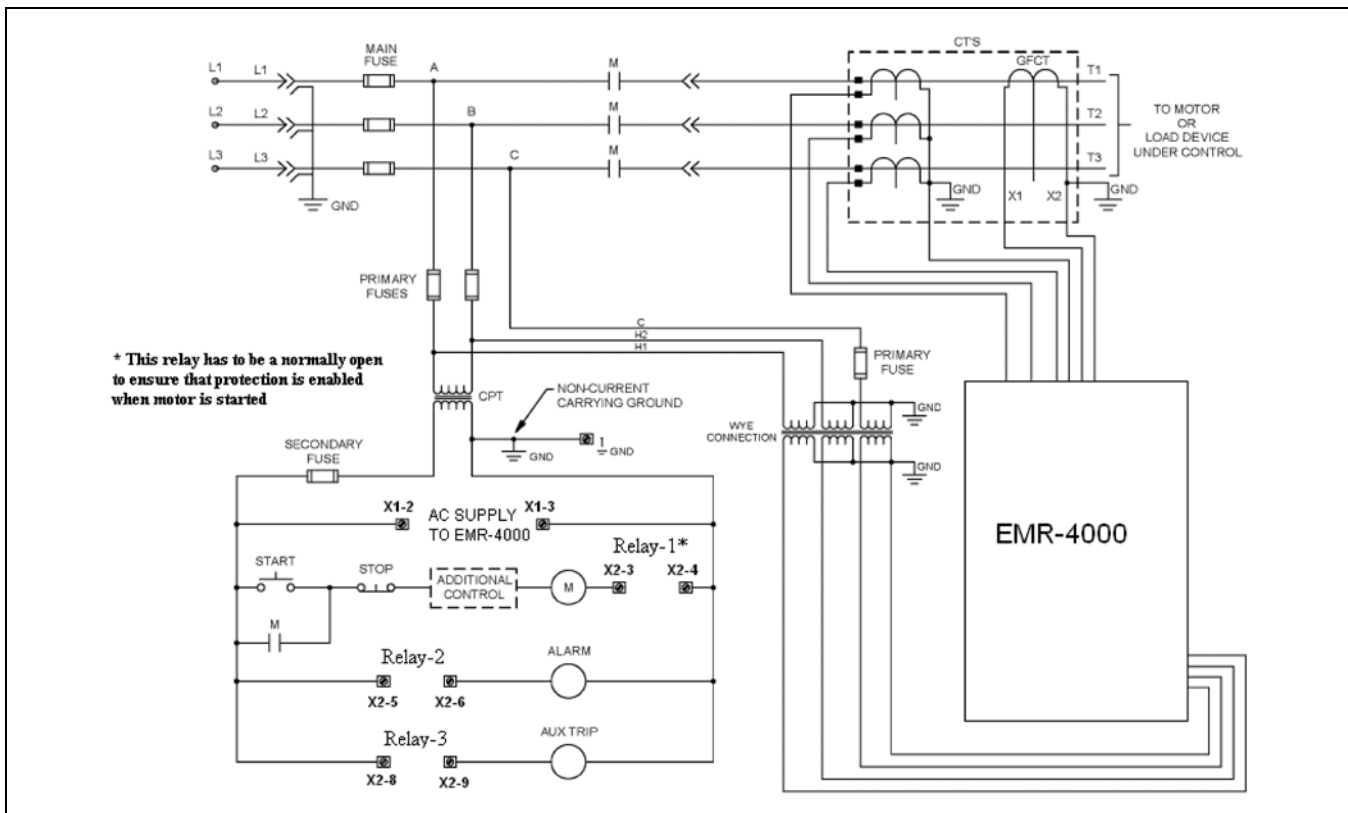 CT'S
MAIN
FUSE
GFCT
L1
L1
A
M
T1
L2
L2
B
M
T2
TO MOTOR
OR
LOAD DEVICE
UNDER CONTROL
L3
L3
C
M
T3
GND
GND
X1
X2
GND
PRIMARY
FUSES
C
H2
H1
PRIMARY
FUSE
* This relay has to be a normally open
to ensure that protection is enabled
when motor is started
CPT
NON-CURRENT
CARRYING GROUND
GND
WYE
CONNECTION
1
GND
GND
GND
SECONDARY
FUSE
X1-2
AC SUPPLY
TO EMR-4000
X1-3
EMR-4000
Relay-1*
START
STOP
ADDITIONAL
CONTROL
M
X2-3
X2-4
M
Relay-2
ALARM
X2-5
X2-6
Relay-3
AUX TRIP
X2-8
X2-9